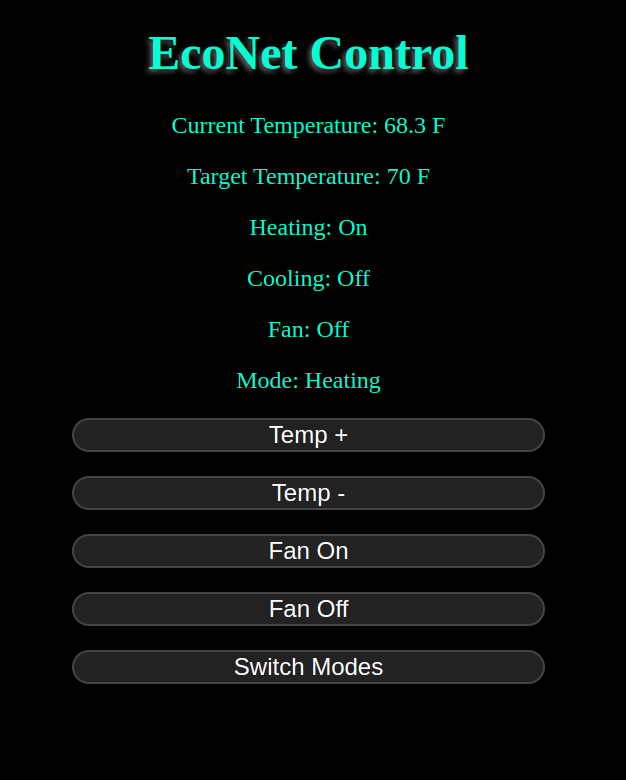 EcoNet Control
Current Temperature: 68.3 F
Target Temperature: 70 F
Heating: On
Cooling: Off
Fan: Off
Mode: Heating
Temp +
Temp -
Fan On
Fan Off
Switch Modes